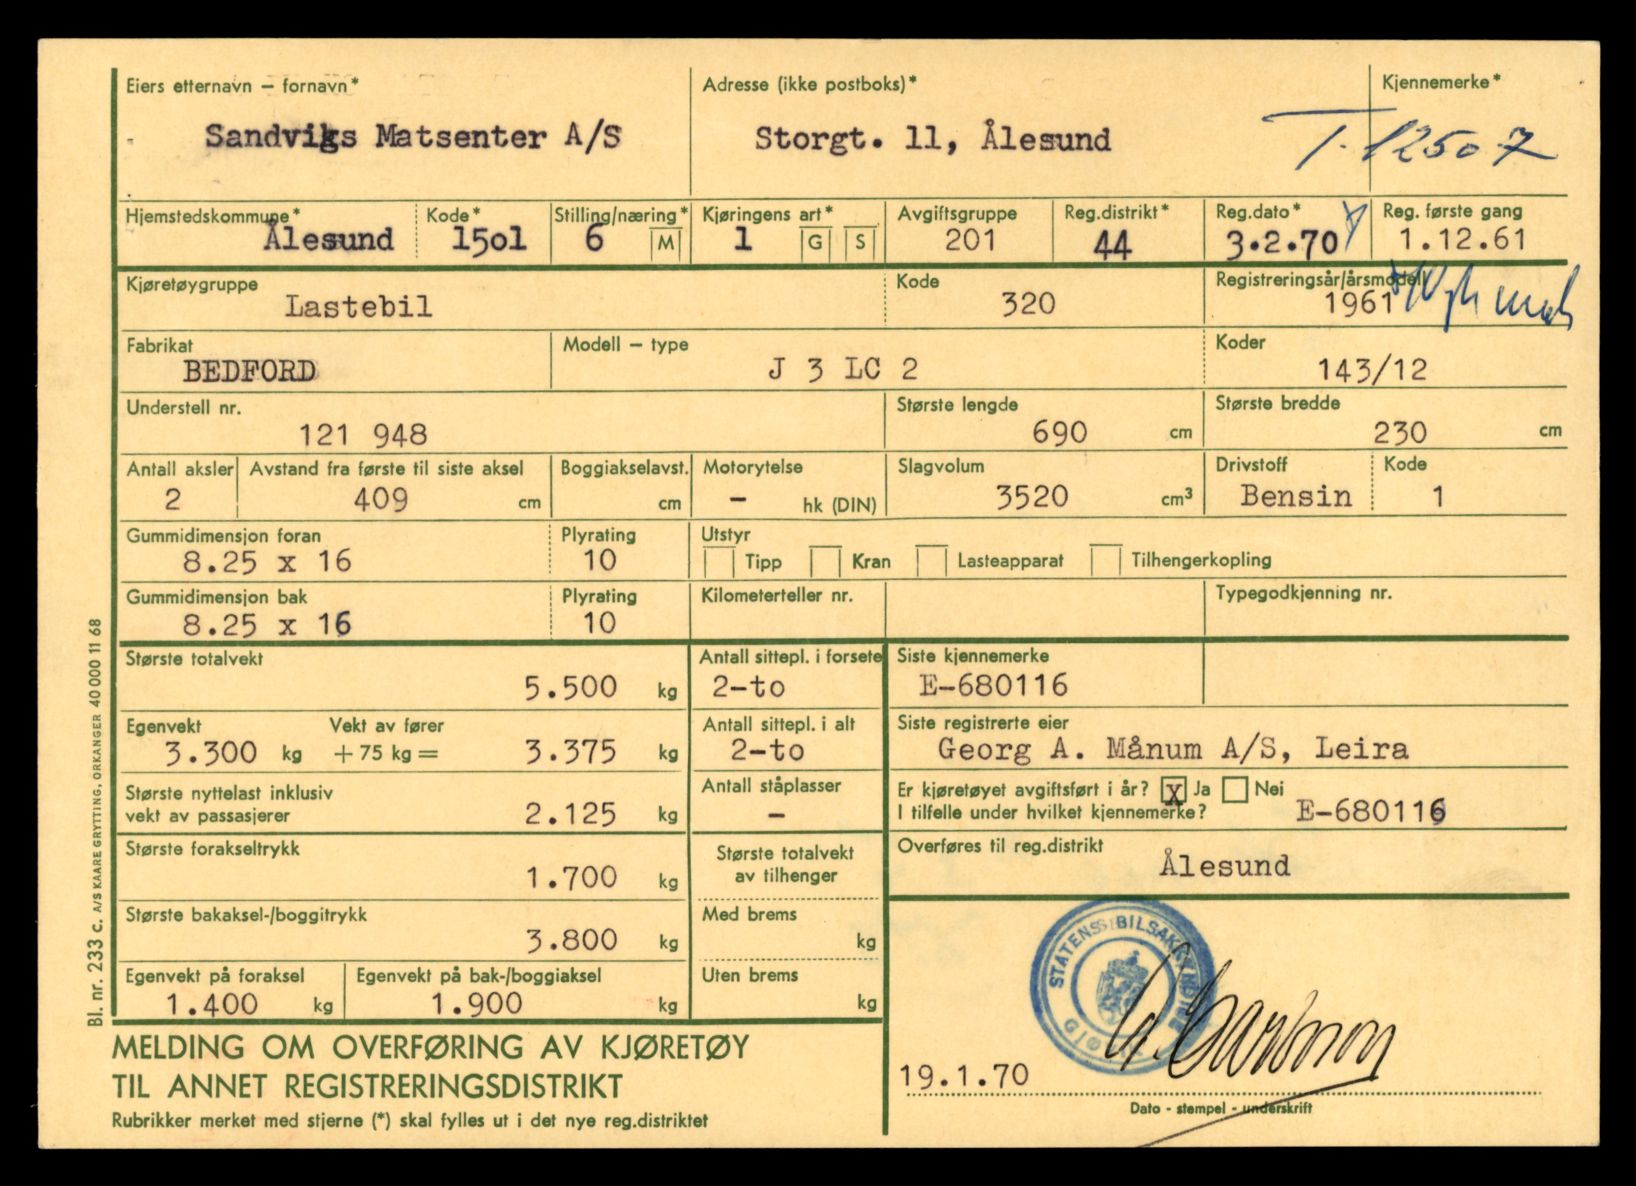 Eiers etternavn – fornavn* Adresse (ikke postboks)* Kjennemerke*
Sandvigs Matsenter A/S Storgt. 11, Ålesund T-12507
Hjemstedskommune* Kode* Stilling/næring* Kjøringens art* Avgiftsgruppe Reg.distrikt* Reg.dato* Reg. første gang
Ålesund 1501 6 M 1 G S 201 44 3.2.70 1.12.61
Kjøretøygruppe Kode Registreringsår/årsmodell
Lastebil 320 1961
Fabrikat Modell – type Koder
BEDFORD J 3 LC 2 143/12
Understell nr. Største lengde Største bredde
121 948 690 cm 230 cm
Antall aksler Avstand fra første til siste aksel Boggiakselavst. Motorytelse Slagvolum Drivstoff Kode
2 409 cm cm – hk (DIN) 3520 cm³ Bensin 1
Gummidimensjon foran Plyrating Utstyr
8.25 x 16 10 Tipp Kran Lasteapparat Tilhengerkopling
Gummidimensjon bak Plyrating Kilometerteller nr. Typegodkjenning nr.
8.25 x 16 10
Største totalvekt Antall sittepl. i forsete Siste kjennemerke
5.500 kg 2-to E-680116
Egenvekt Vekt av fører Antall sittepl. i alt Siste registrerte eier
3.300 kg + 75 kg = 3.375 kg 2-to Georg A. Månum A/S, Leira
Største nyttelast inklusiv Antall ståplasser Er kjøretøyet avgiftsført i år? X Ja Nei
vekt av passasjerer 2.125 kg – I tilfelle under hvilket kjennemerke? E-680116
Største forakseltrykk Største totalvekt Overføres til reg.distrikt
1.700 kg av tilhenger Ålesund
Største bakaksel-/boggitrykk Med brems
3.800 kg kg
Egenvekt på foraksel Egenvekt på bak-/boggiaksel Uten brems
1.400 kg 1.900 kg kg
STATENS BILSAKKYNDIGE
GJØVIK
MELDING OM OVERFØRING AV KJØRETØY
TIL ANNET REGISTRERINGSDISTRIKT
19.1.70
Rubrikker merket med stjerne (*) skal fylles ut i det nye reg.distriktet
Dato - stempel - underskrift
Bl. nr. 233 c. A/S KAARE GRYTTING, ORKANGER 40 000 11 68